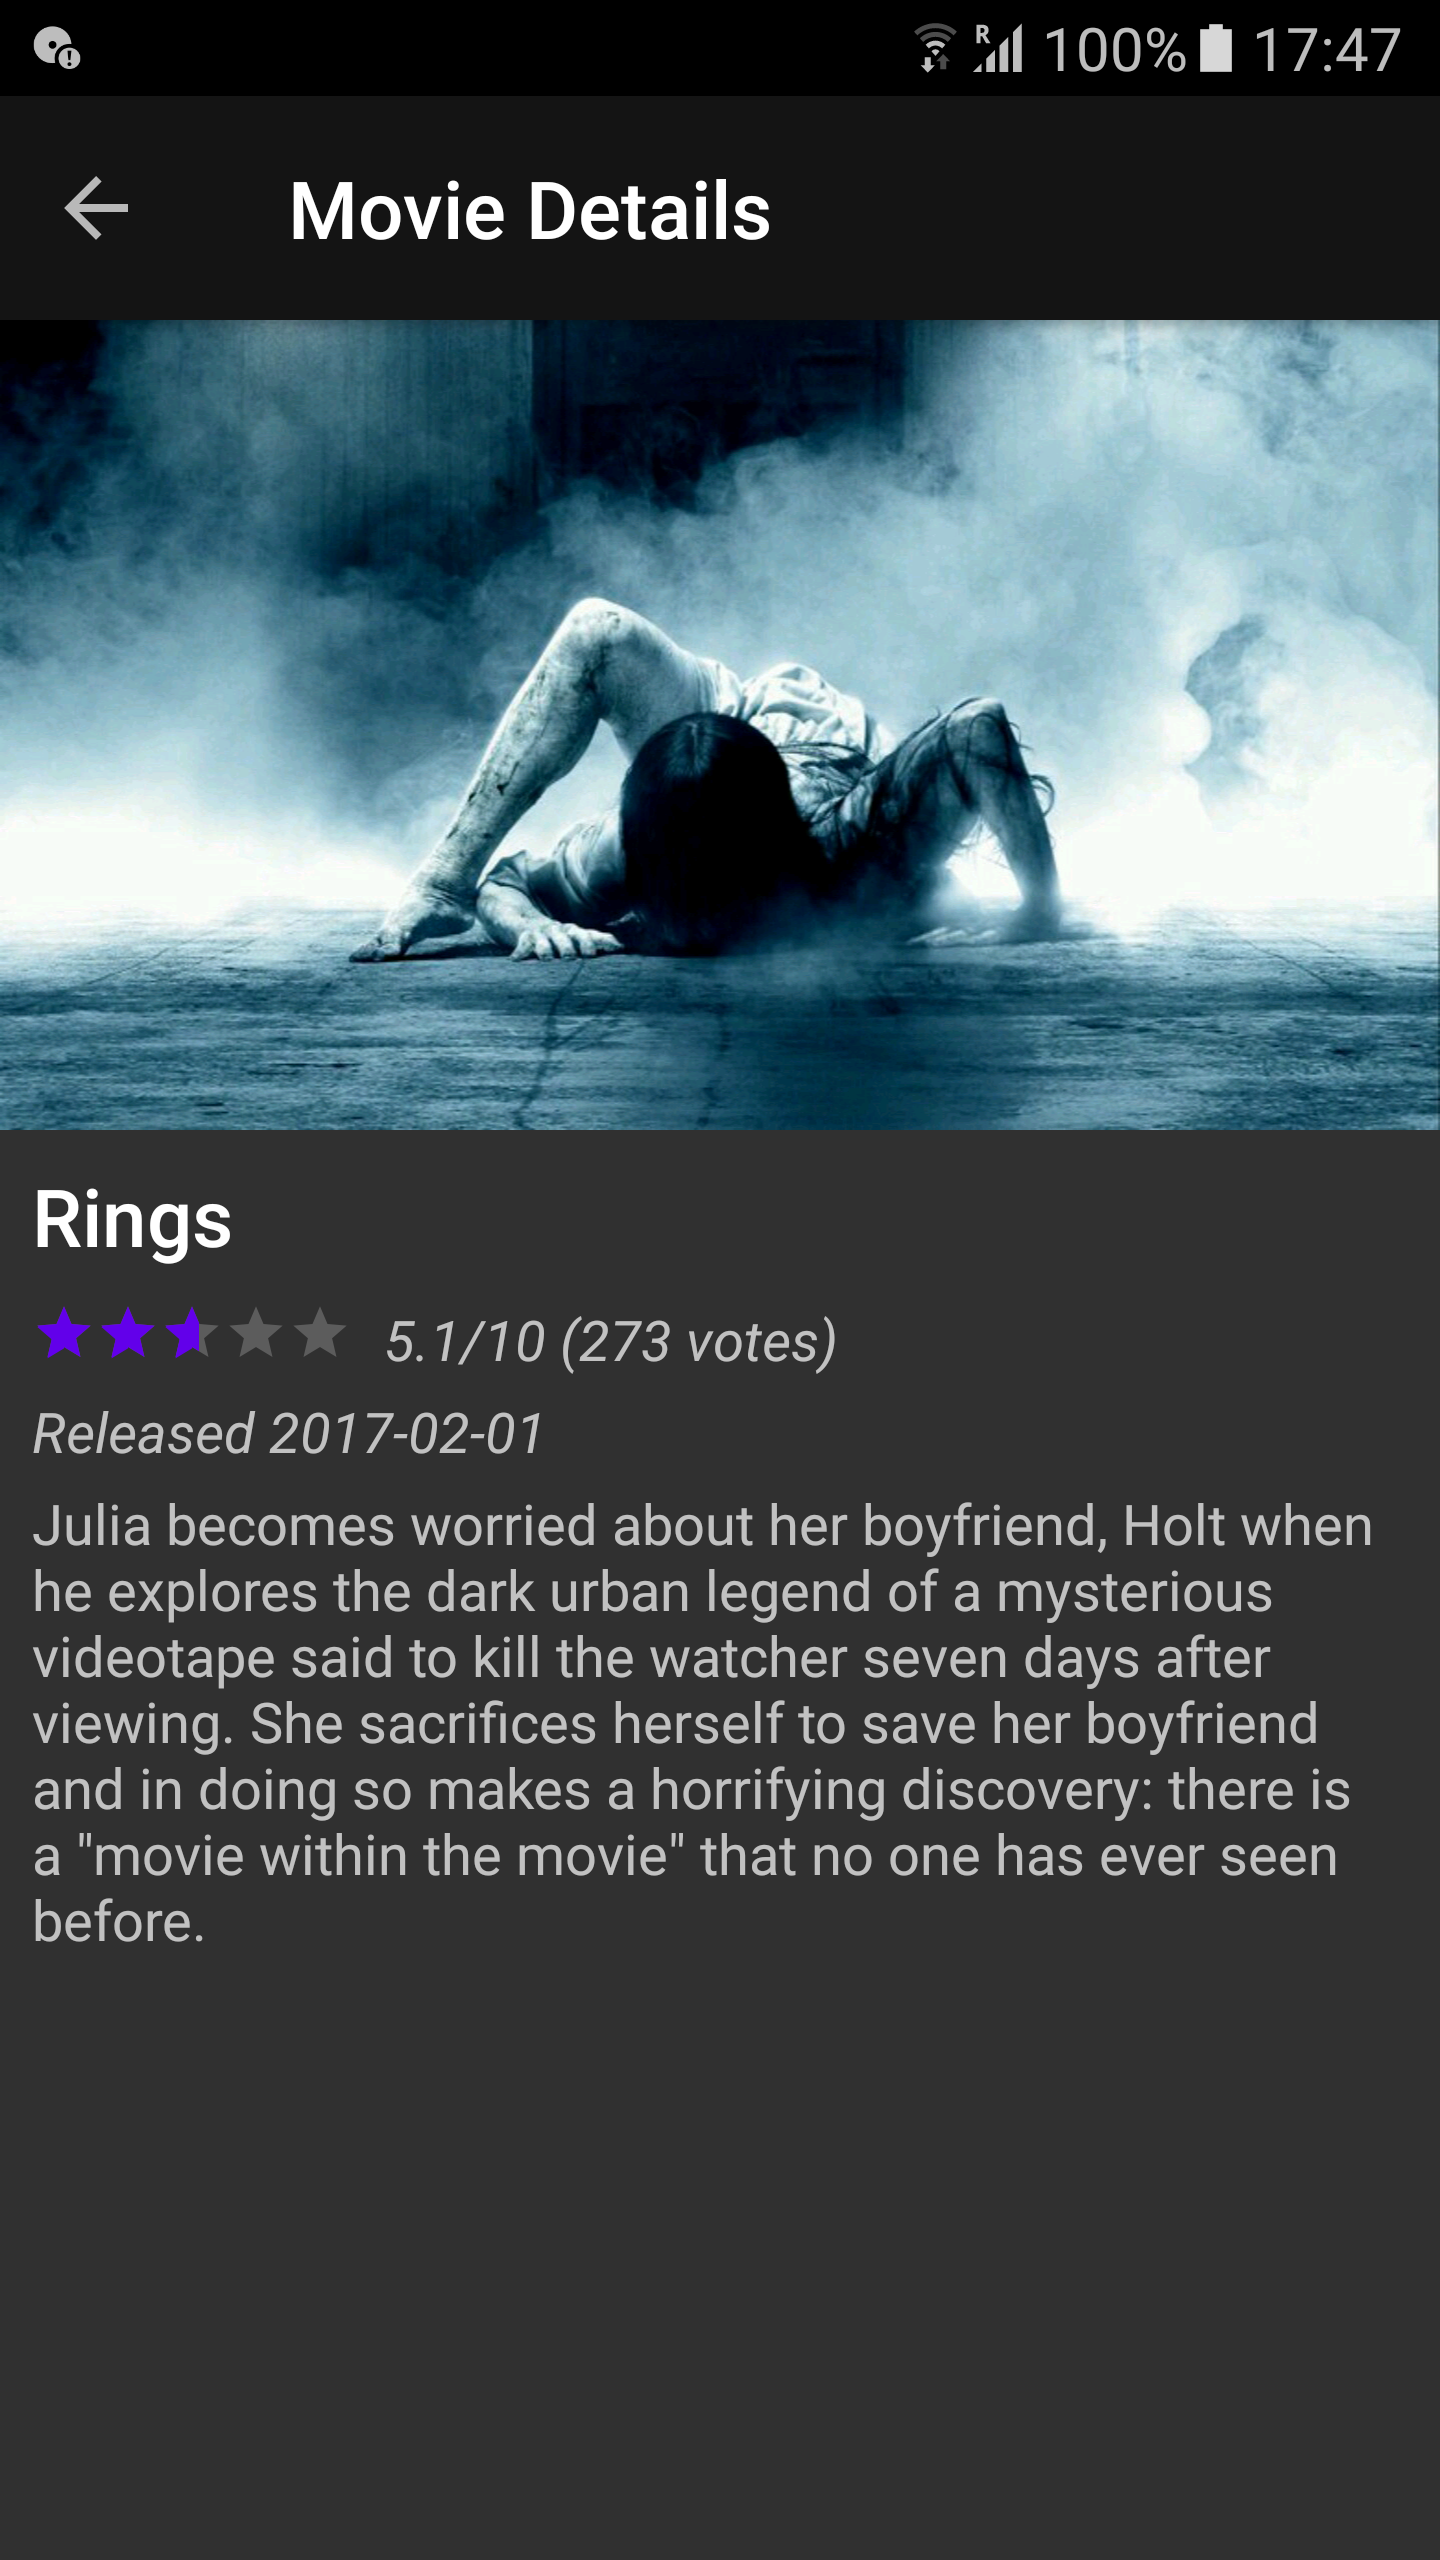 R 100% 17:47
Movie Details
Rings
5.1/10 (273 votes)
Released 2017-02-01
Julia becomes worried about her boyfriend, Holt when
he explores the dark urban legend of a mysterious
videotape said to kill the watcher seven days after
viewing. She sacrifices herself to save her boyfriend
and in doing so makes a horrifying discovery: there is
a "movie within the movie" that no one has ever seen
before.